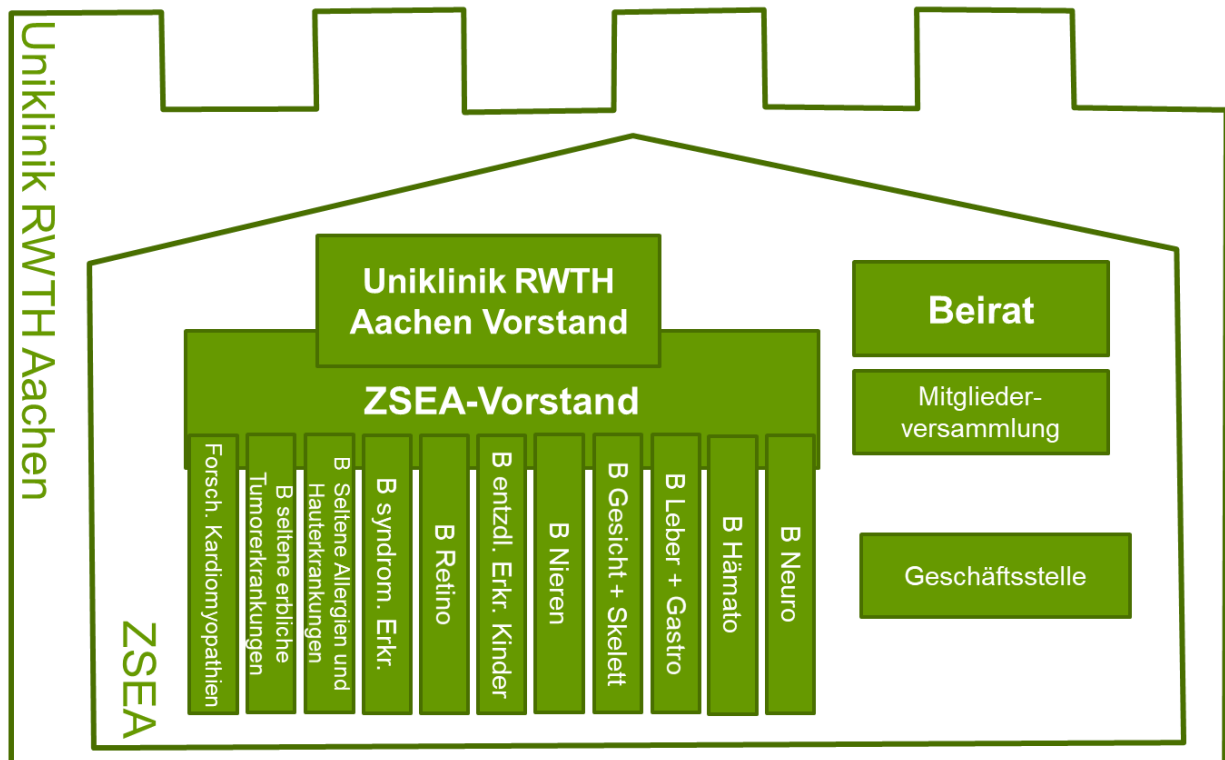 Uniklinik RWTH Aachen
ZSEA
Uniklinik RWTH
Aachen Vorstand
ZSEA-Vorstand
Forsch. Kardiomyopathien
B seltene erbliche
Tumorerkrankungen
B Seltene Allergien und
Hauterkrankungen
B syndrom. Erkr.
B Retino
B entzdl. Erkr. Kinder
B Nieren
B Gesicht + Skelett
B Leber + Gastro
B Hämato
B Neuro
Beirat
Mitglieder-
versammlung
Geschäftsstelle